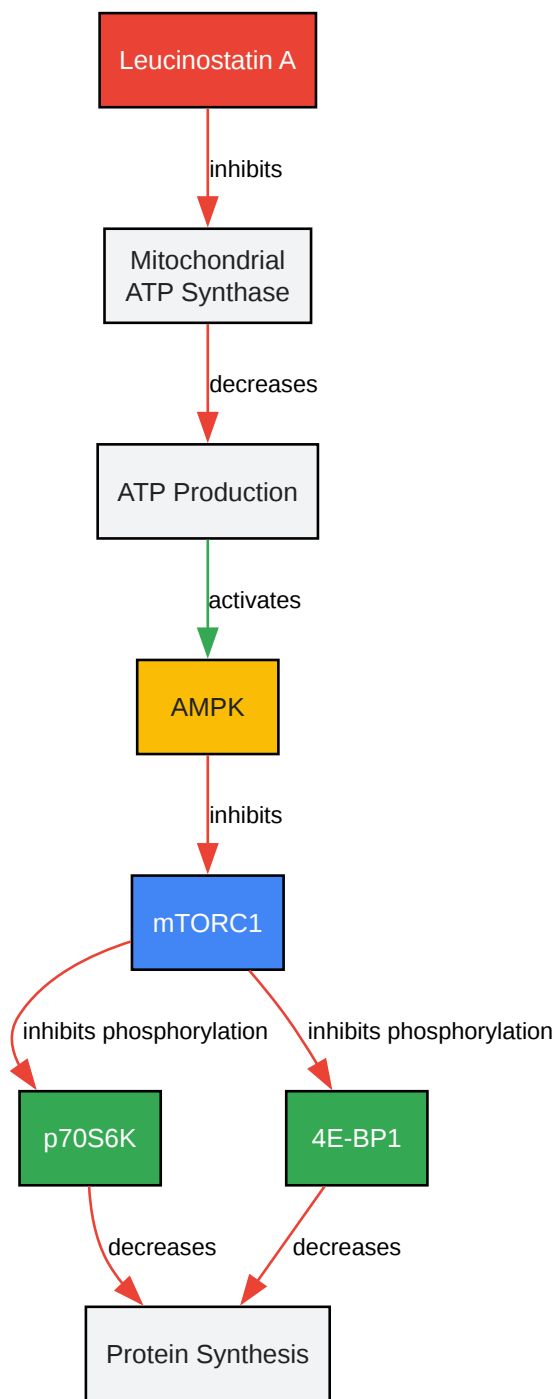 Leucinostatin A
inhibits
Mitochondrial
ATP Synthase
decreases
ATP Production
activates
AMPK
inhibits
mTORC1
inhibits phosphorylation
inhibits phosphorylation
p70S6K
4E-BP1
decreases
decreases
Protein Synthesis